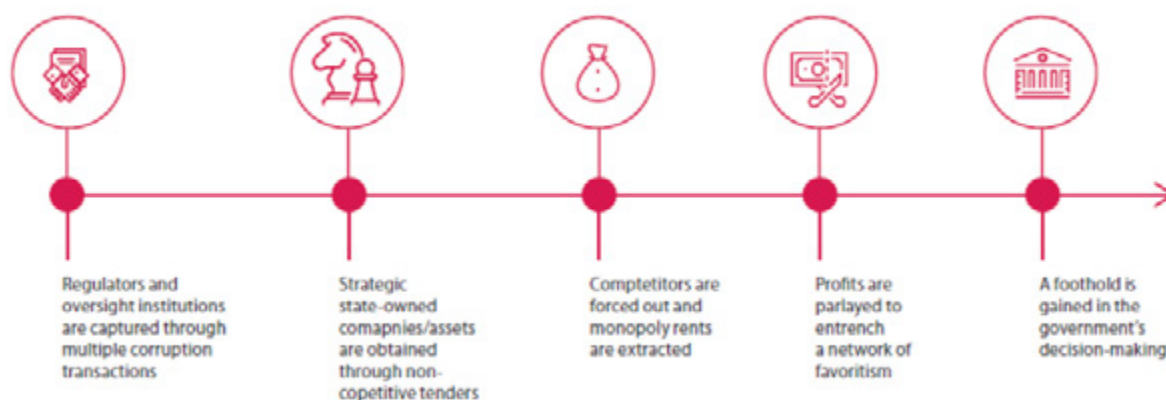 Regulators and
oversight institutions
are captured through
multiple corruption
transactions
Strategic
state-owned
comapnies/assets
are obtained
through non-
copetitive tenders
Comptetitors are
forced out and
monopoly rents
are extracted
Profits are
parlayed to
entrench
a network of
favoritism
A foothold is
gained in the
government's
decision-making